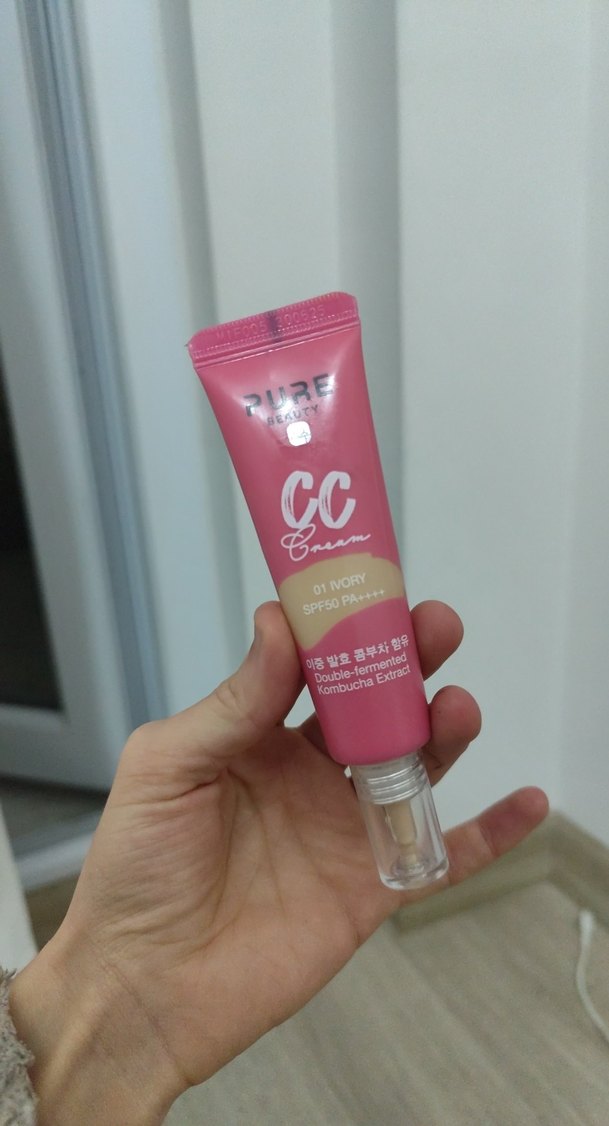 PURE
BEAUTY
수
CC
Cream
01 IVORY
SPF50 PA++++
이중 발효 콤부차 함유
Double-fermented
Kombucha Extract